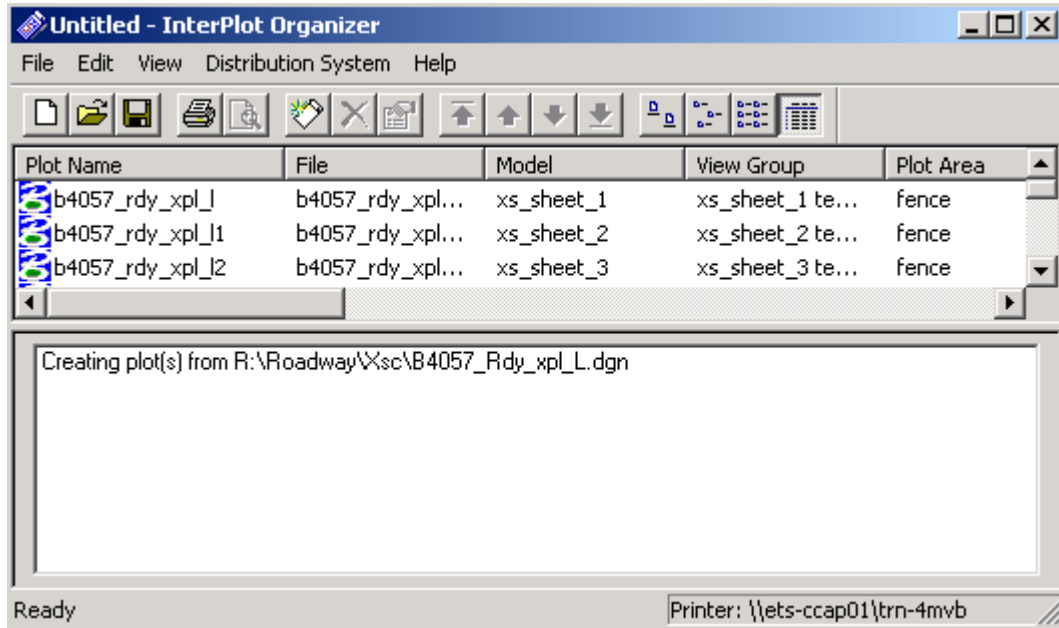 Untitled - InterPlot Organizer
File Edit View Distribution System Help
Plot Name File Model View Group Plot Area
b4057_rdy_xpl_l b4057_rdy_xpl... xs_sheet_1 xs_sheet_1 te... fence
b4057_rdy_xpl_l1 b4057_rdy_xpl... xs_sheet_2 xs_sheet_2 te... fence
b4057_rdy_xpl_l2 b4057_rdy_xpl... xs_sheet_3 xs_sheet_3 te... fence
Creating plot(s) from R:\Roadway\Xsc\B4057_Rdy_xpl_L.dgn
Ready Printer: \\ets-ccap01\trn-4mvb